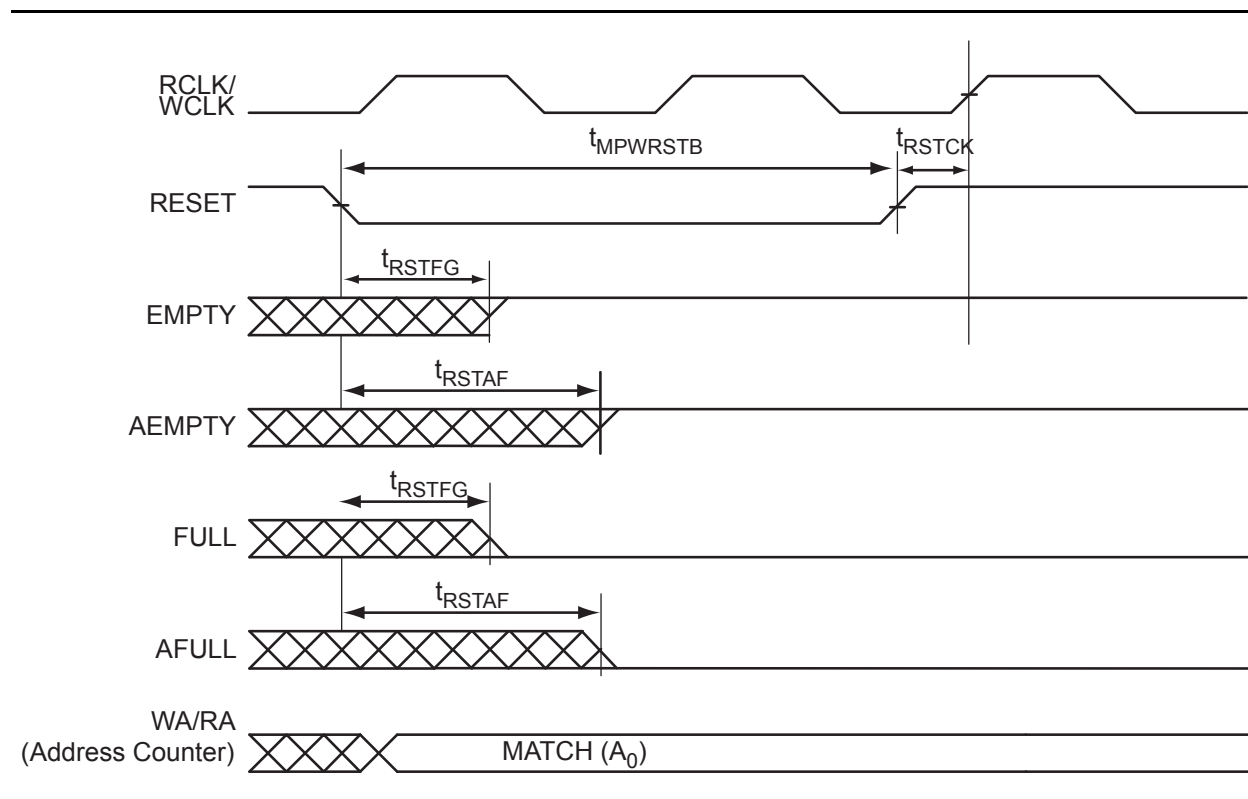 RCLK/
WCLK
tMPWRSTB
tRSTCK
RESET
tRSTFG
EMPTY
tRSTAF
AEMPTY
tRSTFG
FULL
tRSTAF
AFULL
WA/RA
(Address Counter)
MATCH (A0)